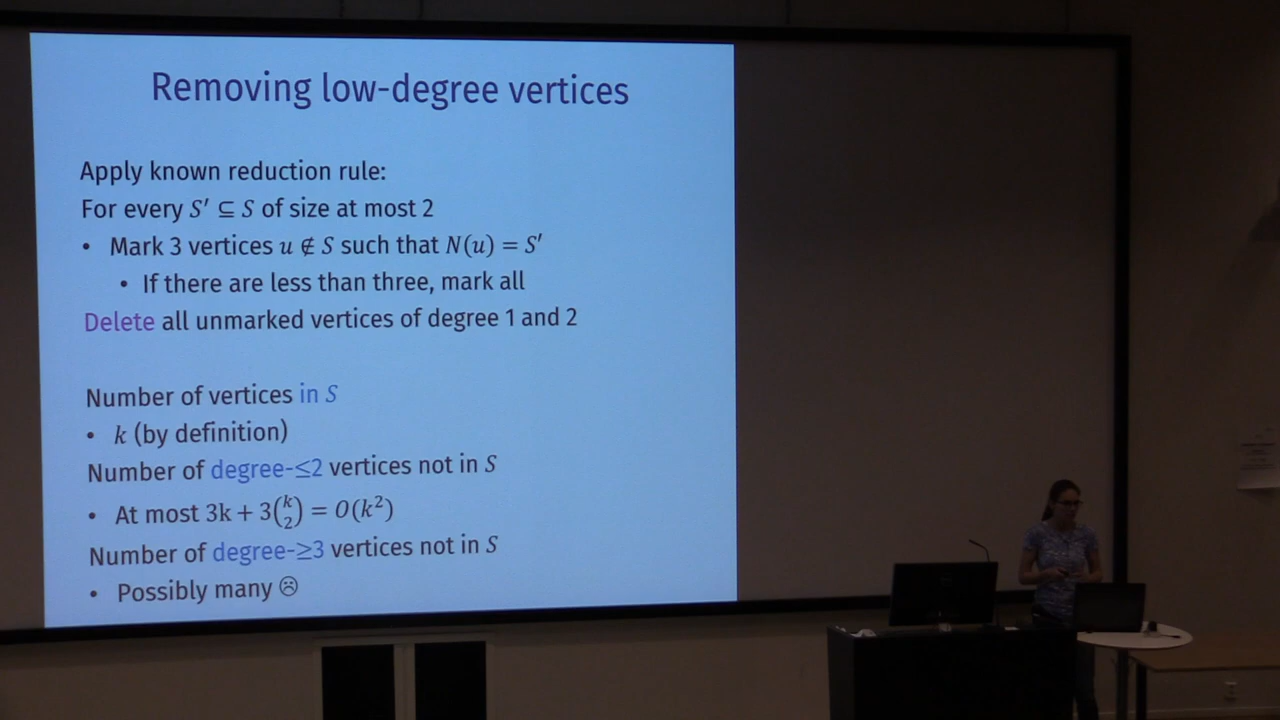 Removing low-degree vertices
Apply known reduction rule:
For every S′ ⊆ S of size at most 2
• Mark 3 vertices u ∉ S such that N(u) = S′
• If there are less than three, mark all
Delete all unmarked vertices of degree 1 and 2
Number of vertices in S
• k (by definition)
Number of degree-≤2 vertices not in S
• At most 3k + 3(k 2) = O(k²)
Number of degree-≥3 vertices not in S
• Possibly many ☹